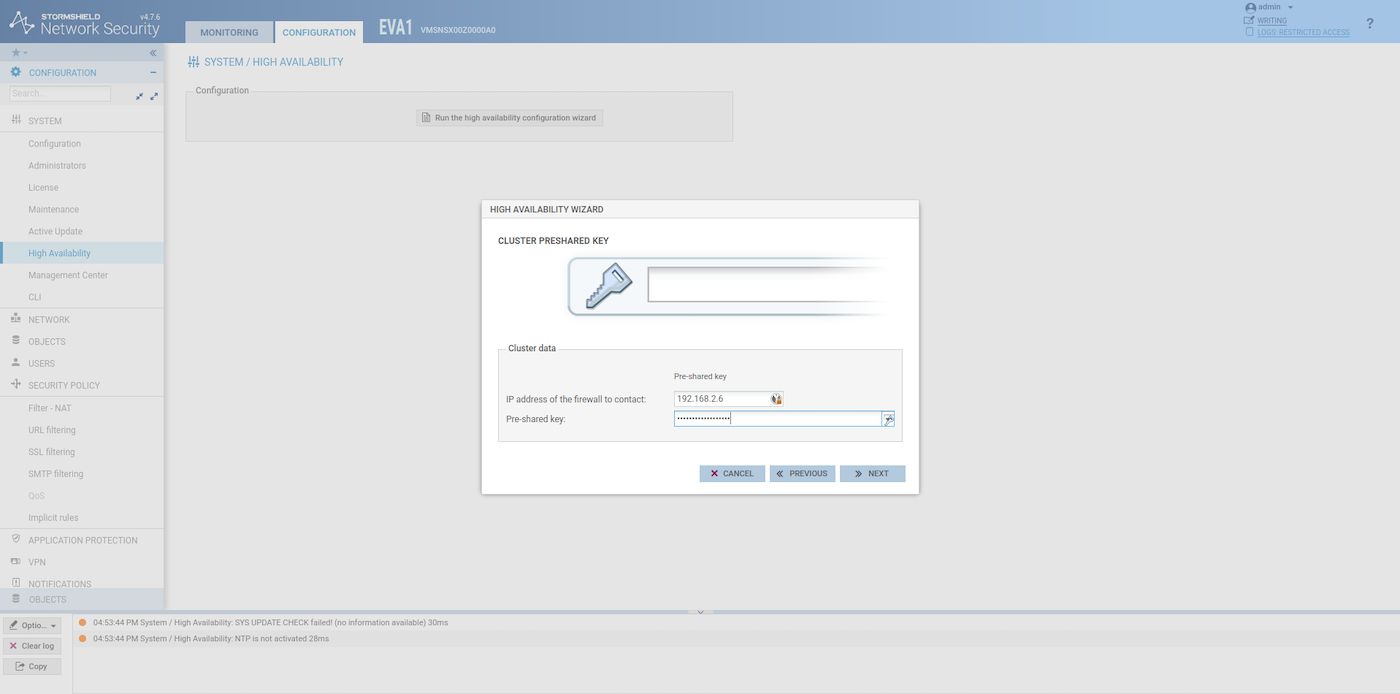 STORMSHIELD v4.7.6
Network Security
MONITORING
CONFIGURATION
EVA1 VMSNSX00Z0000A0
admin
WRITING
LOGS: RESTRICTED ACCESS
?
CONFIGURATION
Search...
SYSTEM
Configuration
Administrators
License
Maintenance
Active Update
High Availability
Management Center
CLI
NETWORK
OBJECTS
USERS
SECURITY POLICY
Filter - NAT
URL filtering
SSL filtering
SMTP filtering
QoS
Implicit rules
APPLICATION PROTECTION
VPN
NOTIFICATIONS
OBJECTS
SYSTEM / HIGH AVAILABILITY
Configuration
Run the high availability configuration wizard
HIGH AVAILABILITY WIZARD
CLUSTER PRESHARED KEY
Cluster data
Pre-shared key
IP address of the firewall to contact: 192.168.2.6
Pre-shared key: ••••••••••••••••••
CANCEL
PREVIOUS
NEXT
Optio...
Clear log
Copy
04:53:44 PM System / High Availability: SYS UPDATE CHECK failed! (no information available) 30ms
04:53:44 PM System / High Availability: NTP is not activated 28ms